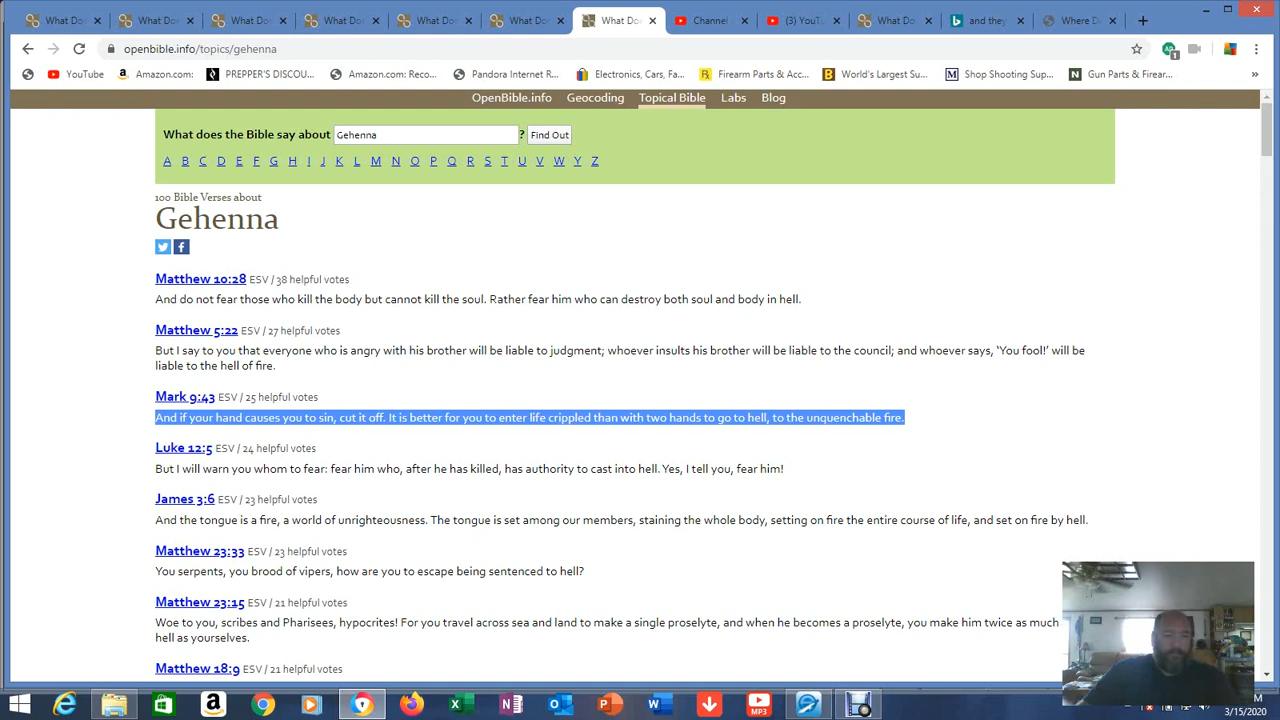 What Does
What Does
What Does
What Does
What Do
What Does
What Do
Channel
(3) YouTu
What Do
and they
Where De
openbible.info/topics/gehenna
YouTube
Amazon.com:
PREPPER'S DISCOU...
Amazon.com: Reco...
Pandora Internet R...
Electronics, Cars, Fa...
Firearm Parts & Acc...
World's Largest Su...
Shop Shooting Sup...
Gun Parts & Firear...
OpenBible.info
Geocoding
Topical Bible
Labs
Blog
What does the Bible say about Gehenna ? Find Out
A B C D E F G H I J K L M N O P Q R S T U V W Y Z
100 Bible Verses about
Gehenna
Matthew 10:28 ESV / 38 helpful votes
And do not fear those who kill the body but cannot kill the soul. Rather fear him who can destroy both soul and body in hell.
Matthew 5:22 ESV / 27 helpful votes
But I say to you that everyone who is angry with his brother will be liable to judgment; whoever insults his brother will be liable to the council; and whoever says, ‘You fool!’ will be
liable to the hell of fire.
Mark 9:43 ESV / 25 helpful votes
And if your hand causes you to sin, cut it off. It is better for you to enter life crippled than with two hands to go to hell, to the unquenchable fire.
Luke 12:5 ESV / 24 helpful votes
But I will warn you whom to fear: fear him who, after he has killed, has authority to cast into hell. Yes, I tell you, fear him!
James 3:6 ESV / 23 helpful votes
And the tongue is a fire, a world of unrighteousness. The tongue is set among our members, staining the whole body, setting on fire the entire course of life, and set on fire by hell.
Matthew 23:33 ESV / 23 helpful votes
You serpents, you brood of vipers, how are you to escape being sentenced to hell?
Matthew 23:15 ESV / 21 helpful votes
Woe to you, scribes and Pharisees, hypocrites! For you travel across sea and land to make a single proselyte, and when he becomes a proselyte, you make him twice as much
hell as yourselves.
Matthew 18:9 ESV / 21 helpful votes
MP3
3/15/2020